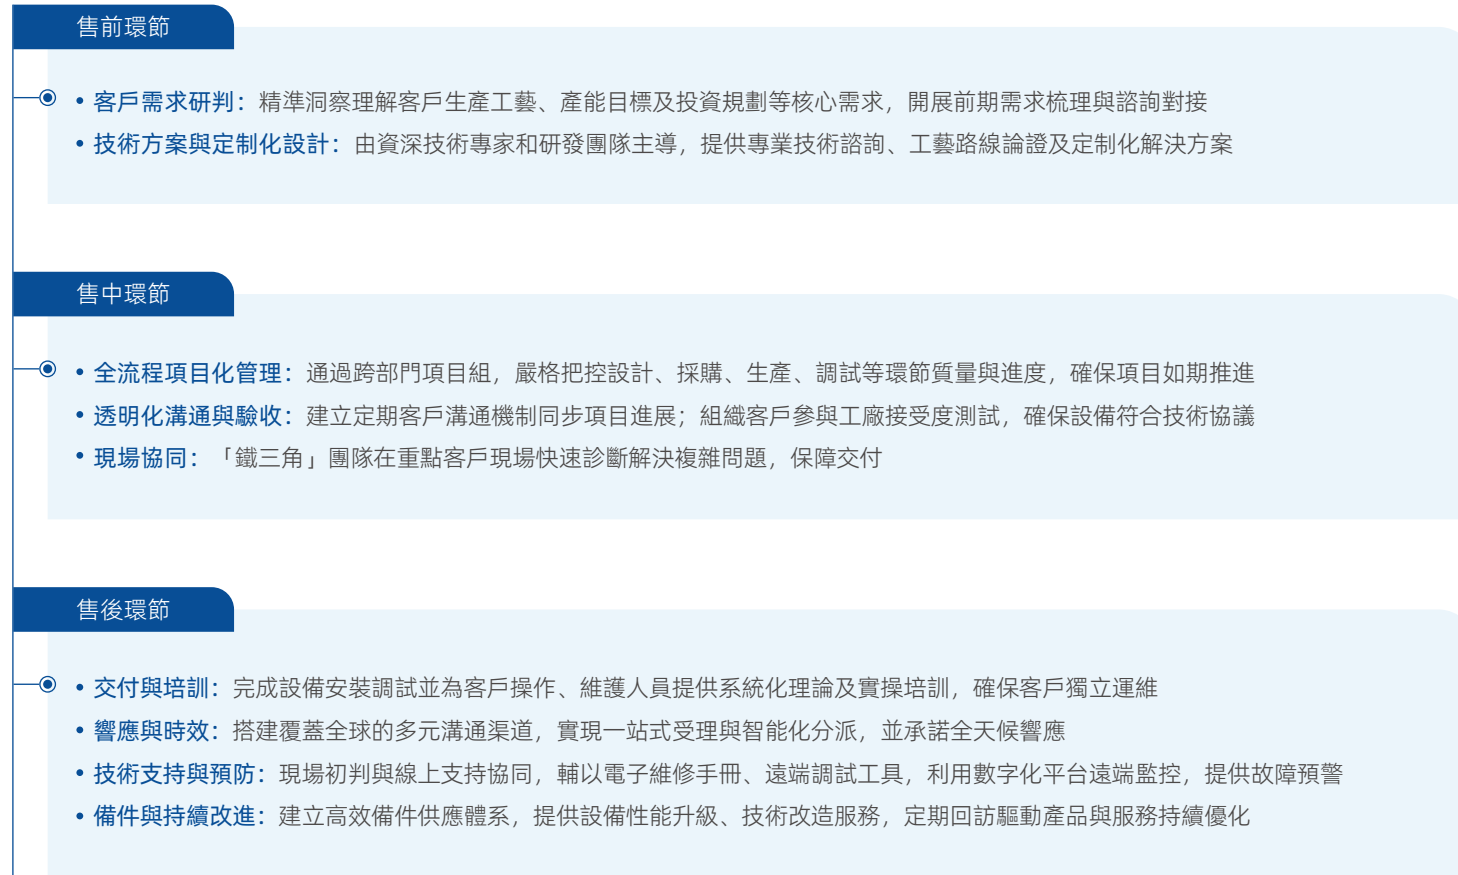 售前環節
• 客戶需求研判：精準洞察理解客戶生產工藝、產能目標及投資規劃等核心需求，開展前期需求梳理與諮詢對接
• 技術方案與定制化設計：由資深技術專家和研發團隊主導，提供專業技術諮詢、工藝路線論證及定制化解決方案
售中環節
• 全流程項目化管理：通過跨部門項目組，嚴格把控設計、採購、生產、調試等環節質量與進度，確保項目如期推進
• 透明化溝通與驗收：建立定期客戶溝通機制同步項目進展；組織客戶參與工廠接受度測試，確保設備符合技術協議
• 現場協同：「鐵三角」團隊在重點客戶現場快速診斷解決複雜問題，保障交付
售後環節
• 交付與培訓：完成設備安裝調試並為客戶操作、維護人員提供系統化理論及實操培訓，確保客戶獨立運維
• 響應與時效：搭建覆蓋全球的多元溝通渠道，實現一站式受理與智能化分派，並承諾全天候響應
• 技術支持與預防：現場初判與線上支持協同，輔以電子維修手冊、遠端調試工具，利用數字化平台遠端監控，提供故障預警
• 備件與持續改進：建立高效備件供應體系，提供設備性能升級、技術改造服務，定期回訪驅動產品與服務持續優化